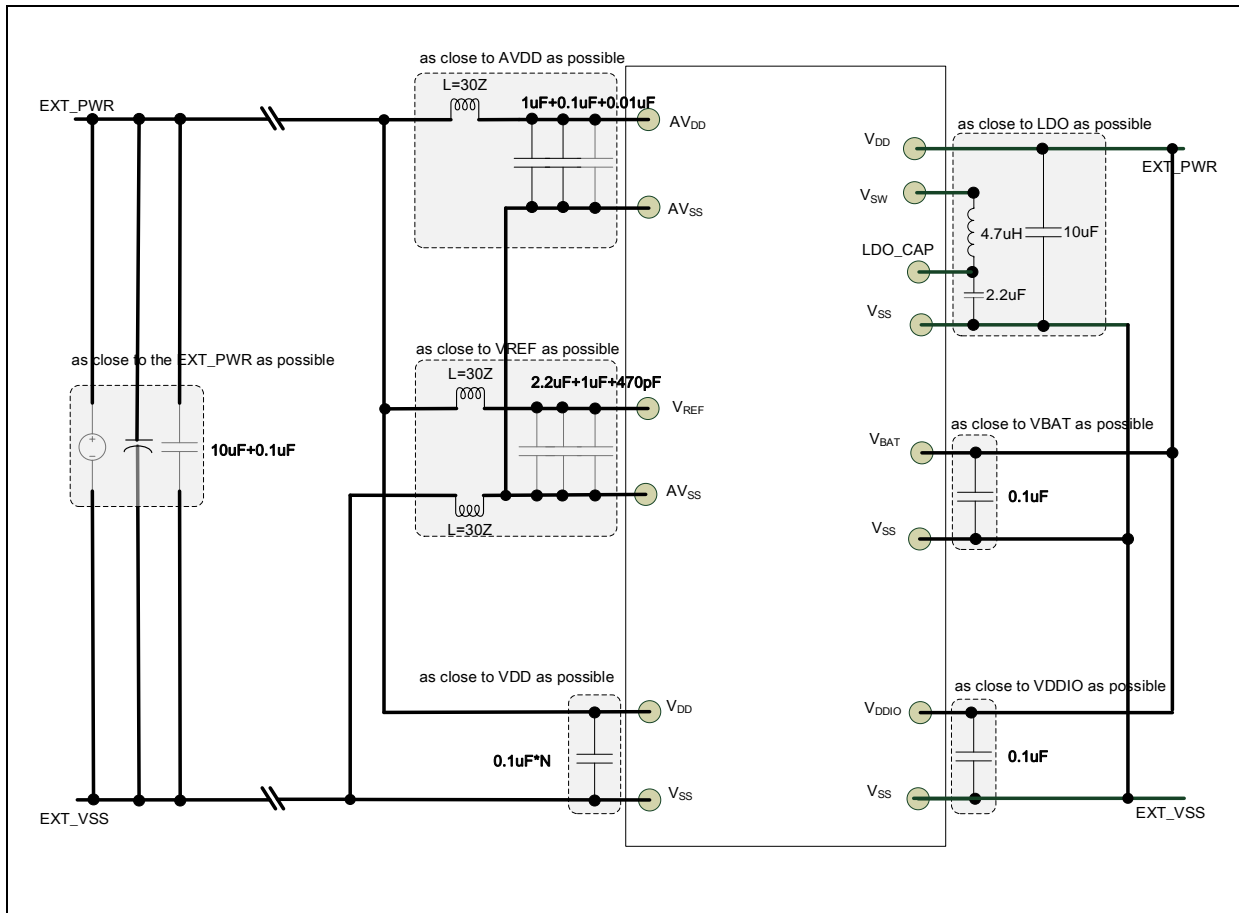 as close to AVDD as possible
L=30Z
1uF+0.1uF+0.01uF
EXT_PWR
AVDD
AVSS
as close to VREF as possible
L=30Z
2.2uF+1uF+470pF
VREF
AVSS
L=30Z
as close to the EXT_PWR as possible
+
–
10uF+0.1uF
as close to VDD as possible
VDD
0.1uF*N
VSS
EXT_VSS
as close to LDO as possible
VDD
EXT_PWR
VSW
4.7uH
10uF
LDO_CAP
2.2uF
VSS
as close to VBAT as possible
VBAT
0.1uF
VSS
as close to VDDIO as possible
VDDIO
0.1uF
VSS
EXT_VSS